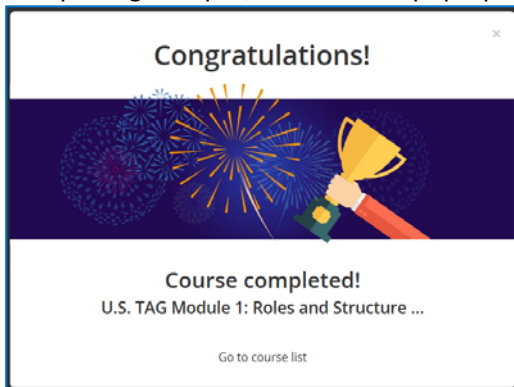 ×
Congratulations!
Course completed!
U.S. TAG Module 1: Roles and Structure ...
Go to course list